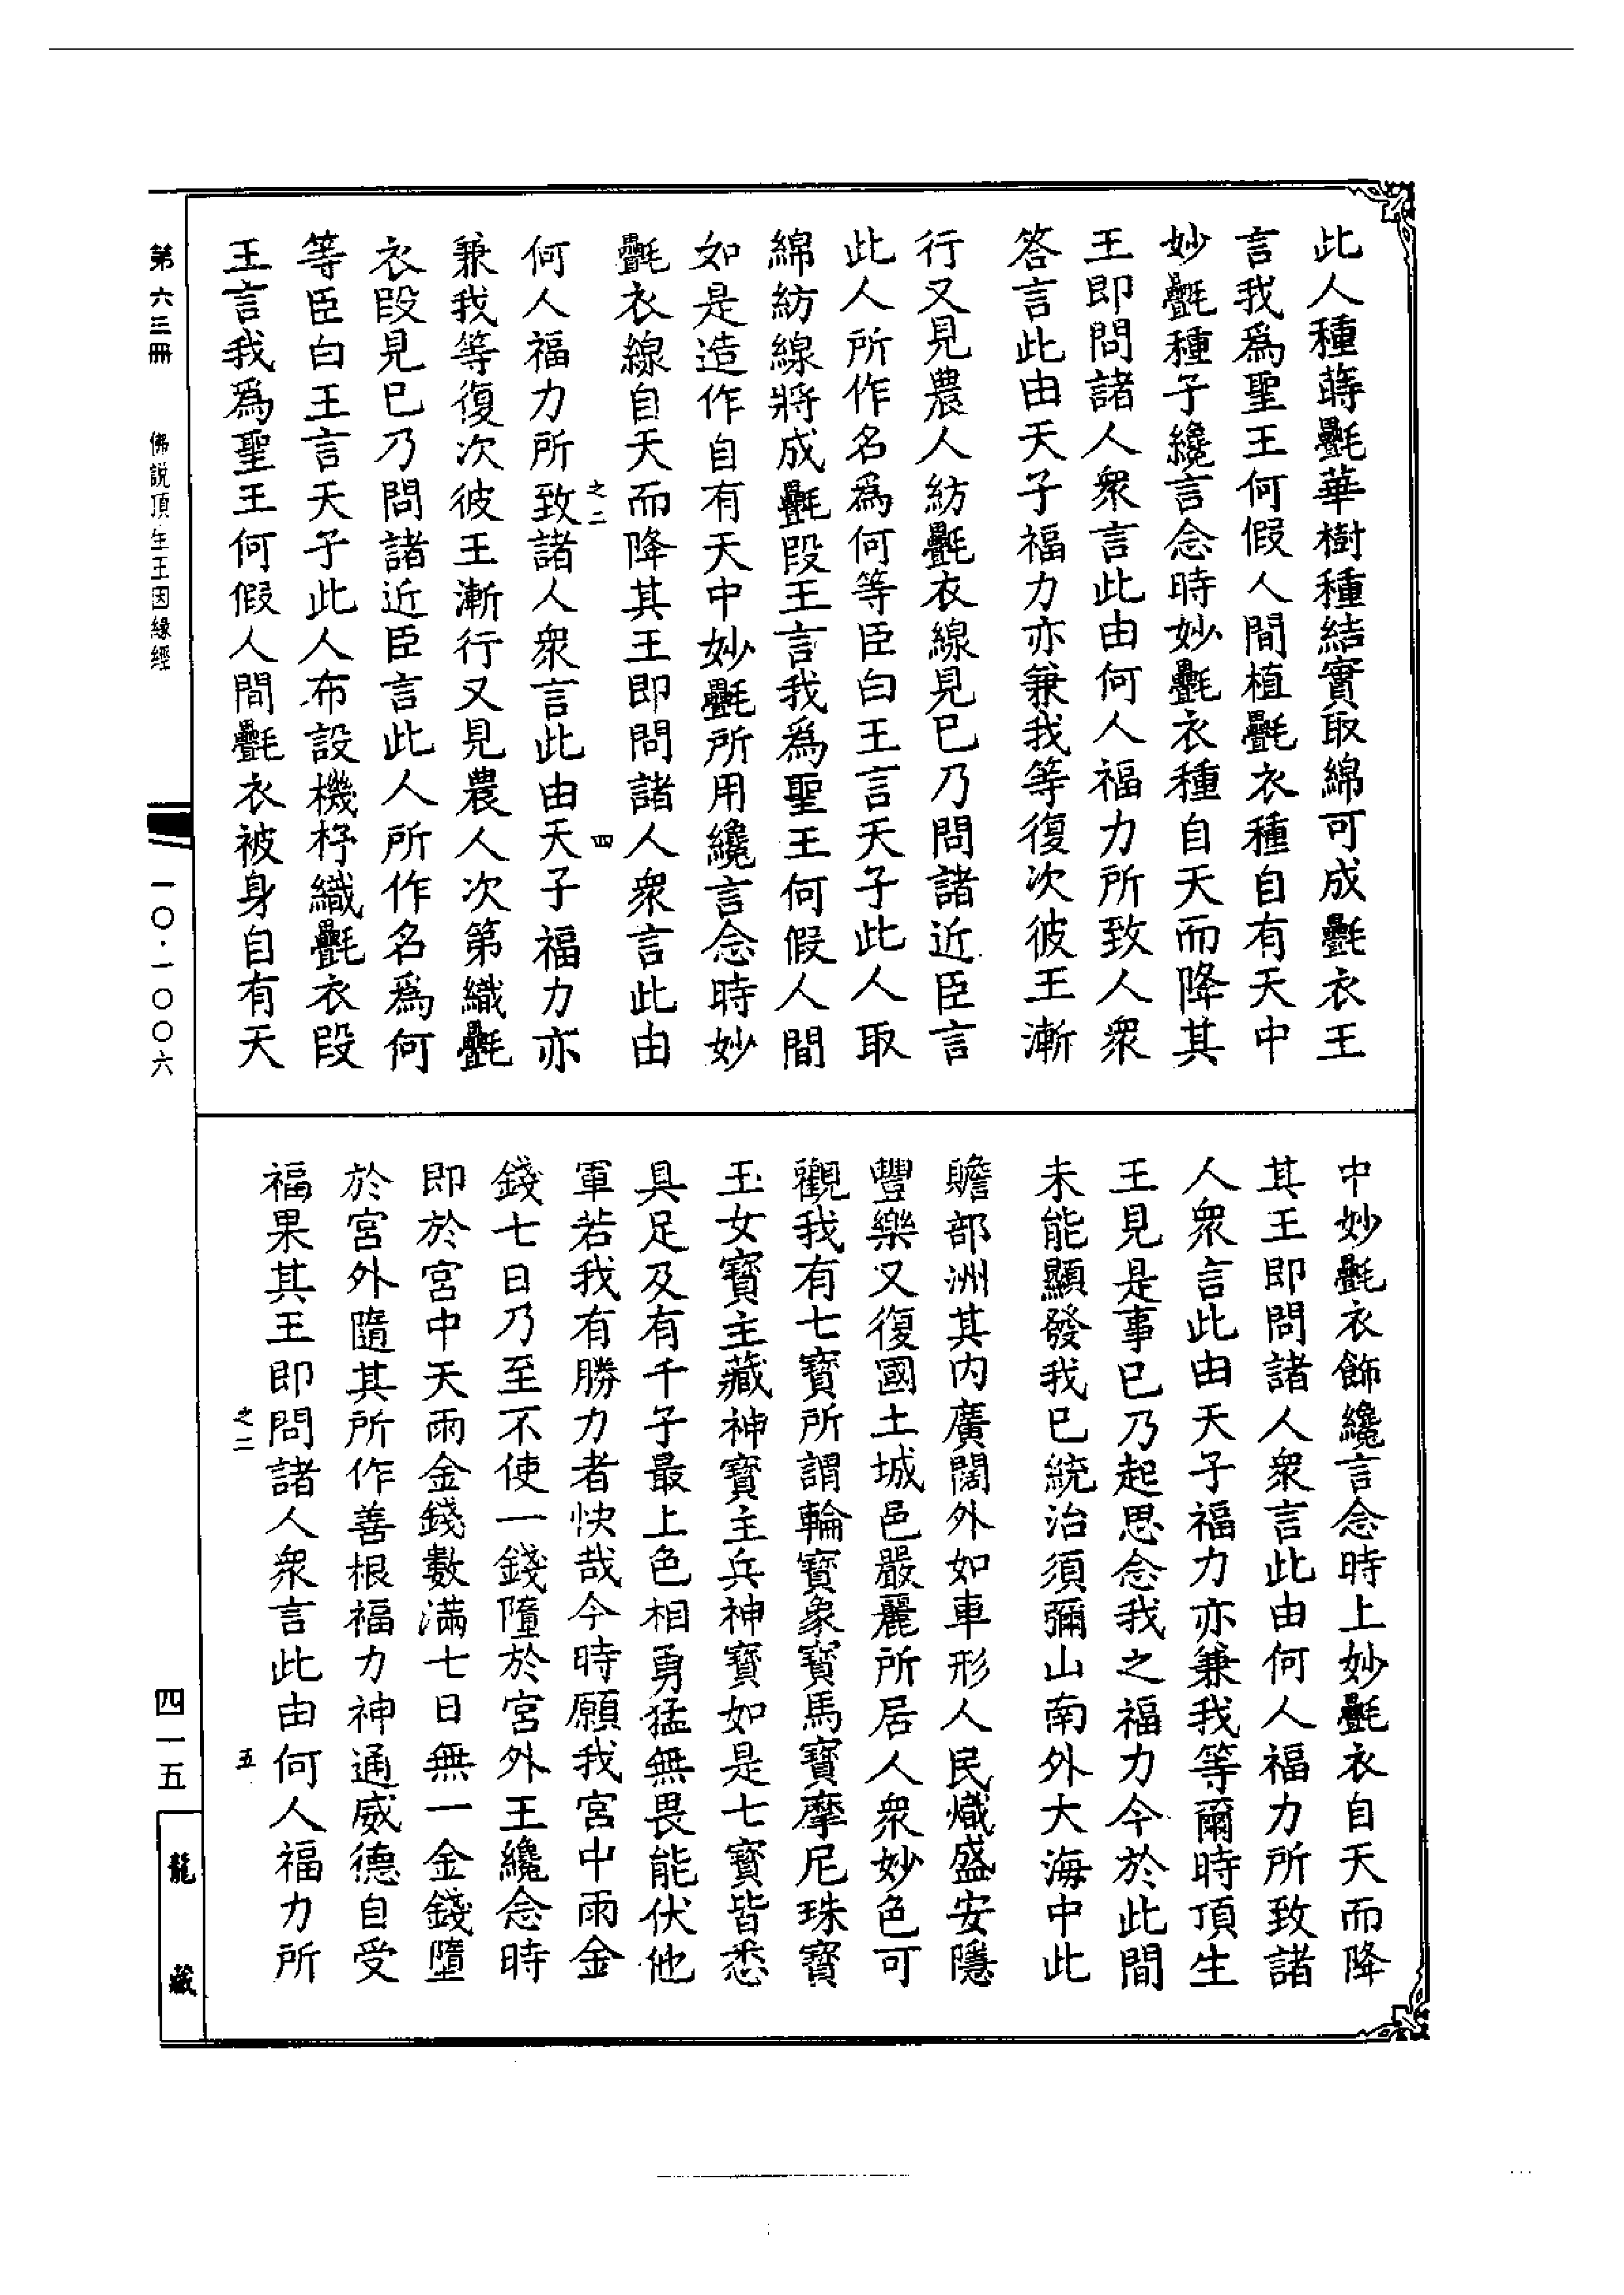 此人種蒔㲲華樹種結實取綿可成㲲衣王
言我爲聖王何假人間植㲲衣種自有天中
妙㲲種子纔言念時妙㲲衣種自天而降其
王即問諸人衆言此由何人福力所致人衆
答言此由天子福力亦兼我等復次彼王漸
行又見農人紡㲲衣線見已乃問諸近臣言
此人所作名爲何等臣白王言天子此人取
綿紡線將成㲲段王言我爲聖王何假人間
如是造作自有天中妙㲲所用纔言念時妙
㲲衣線自天而降其王即問諸人衆言此由
之二 四
何人福力所致諸人衆言此由天子福力亦
兼我等復次彼王漸行又見農人次第織㲲
衣段見已乃問諸近臣言此人所作名爲何
等臣白王言天子此人布設機杼織㲲衣段
王言我爲聖王何假人間㲲衣被身自有天
中妙㲲衣飾纔言念時上妙㲲衣自天而降
其王即問諸人衆言此由何人福力所致諸
人衆言此由天子福力亦兼我等爾時頂生
王見是事已乃起思念我之福力今於此間
未能顯發我已統治須彌山南外大海中此
贍部洲其内廣闊外如車形人民熾盛安隱
豐樂又復國土城邑嚴麗所居人衆妙色可
觀我有七寶所謂輪寶象寶馬寶摩尼珠寶
玉女寶主藏神寶主兵神寶如是七寶皆悉
具足及有千子最上色相勇猛無畏能伏他
軍若我有勝力者快哉今時願我宮中雨金
錢七日乃至不使一錢墮於宮外王纔念時
即於宮中天雨金錢數滿七日無一金錢墮
於宮外隨其所作善根福力神通威德自受
福果其王即問諸人衆言此由何人福力所
之二 五
第六三冊 佛説頂生王因緣經 一〇·一〇〇六 四一五 龍藏